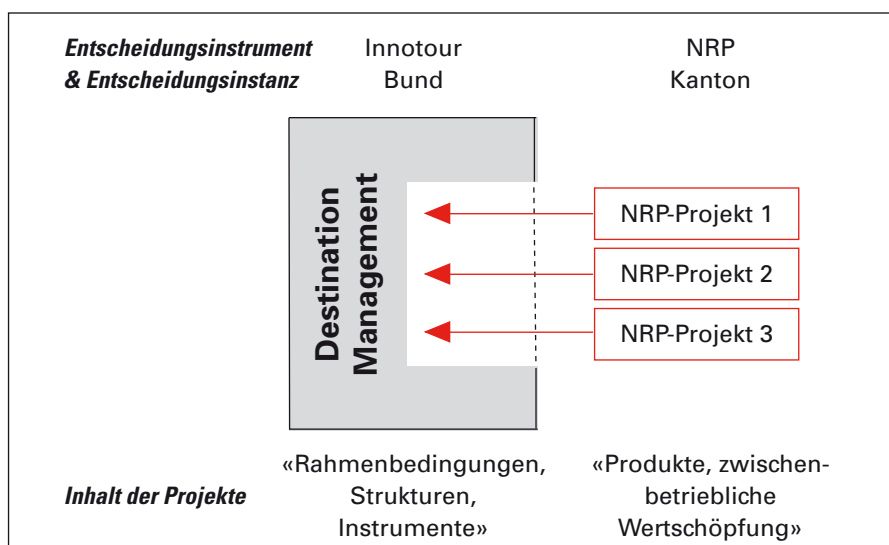 Entscheidungsinstrument Innotour NRP
& Entscheidungsinstanz Bund Kanton
Destination
Management
NRP-Projekt 1
NRP-Projekt 2
NRP-Projekt 3
Inhalt der Projekte
«Rahmenbedingungen,
Strukturen,
Instrumente»
«Produkte, zwischen-
betriebliche
Wertschöpfung»